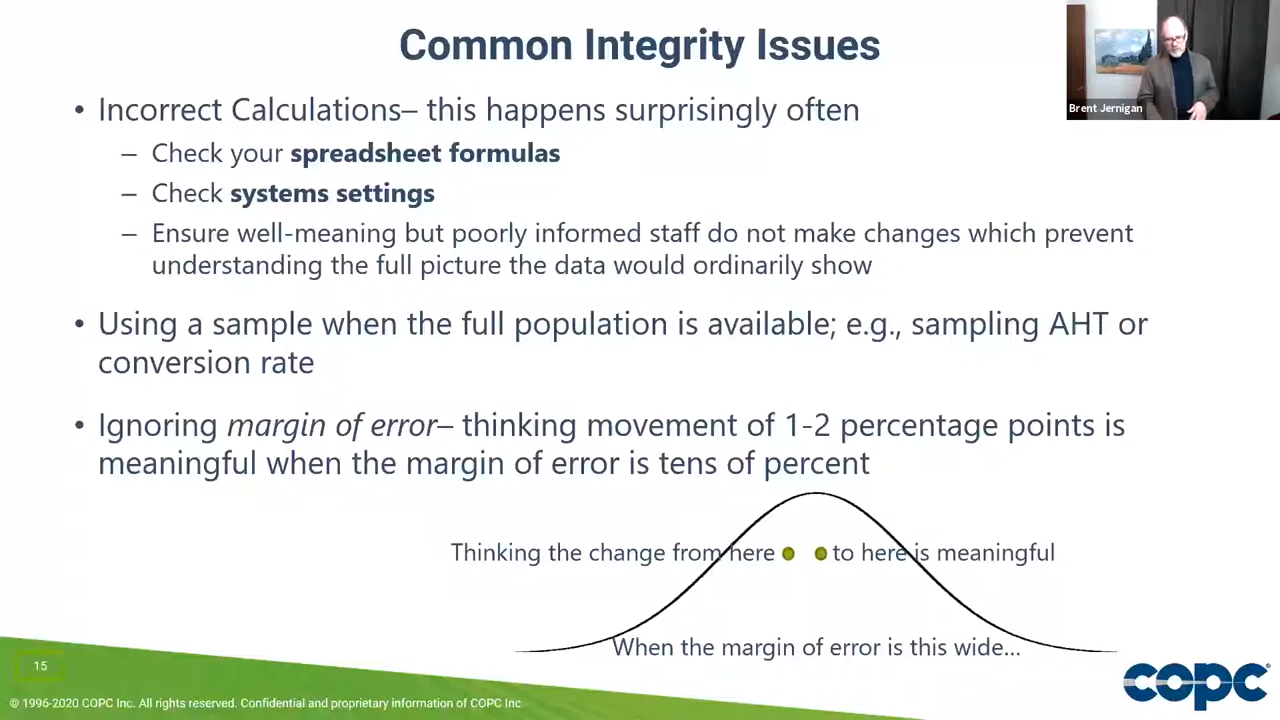 Common Integrity Issues
Brent Jernigan
• Incorrect Calculations– this happens surprisingly often
– Check your spreadsheet formulas
– Check systems settings
– Ensure well-meaning but poorly informed staff do not make changes which prevent
understanding the full picture the data would ordinarily show
• Using a sample when the full population is available; e.g., sampling AHT or
conversion rate
• Ignoring margin of error– thinking movement of 1-2 percentage points is
meaningful when the margin of error is tens of percent
Thinking the change from here to here is meaningful
When the margin of error is this wide...
15
© 1996-2020 COPC Inc. All rights reserved. Confidential and proprietary information of COPC Inc.
copc®